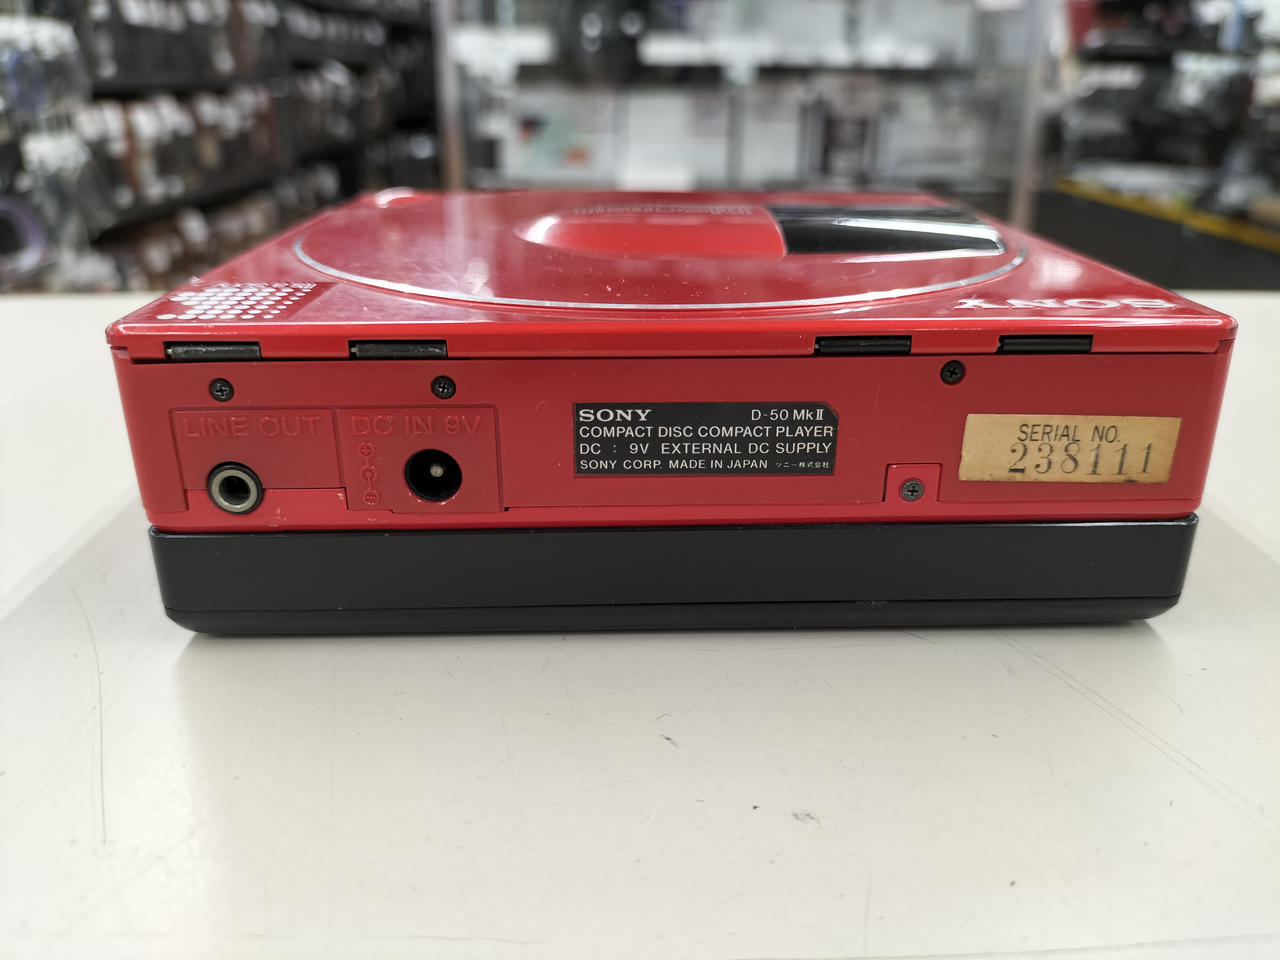 SONY
LINE OUT
DC IN 9V
SONY D-50 MkⅡ
COMPACT DISC COMPACT PLAYER
DC : 9V EXTERNAL DC SUPPLY
SONY CORP. MADE IN JAPAN ソニー株式会社
SERIAL NO.
238111